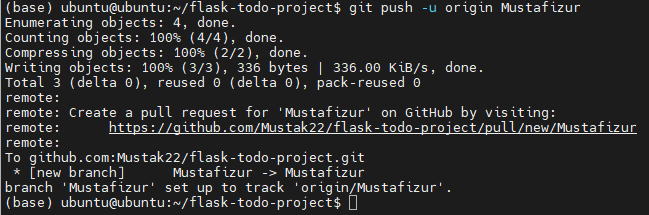 (base) ubuntu@ubuntu:~/flask-todo-project$ git push -u origin Mustafizur
Enumerating objects: 4, done.
Counting objects: 100% (4/4), done.
Compressing objects: 100% (2/2), done.
Writing objects: 100% (3/3), 336 bytes | 336.00 KiB/s, done.
Total 3 (delta 0), reused 0 (delta 0), pack-reused 0
remote:
remote: Create a pull request for 'Mustafizur' on GitHub by visiting:
remote:      https://github.com/Mustak22/flask-todo-project/pull/new/Mustafizur
remote:
To github.com:Mustak22/flask-todo-project.git
 * [new branch]      Mustafizur -> Mustafizur
branch 'Mustafizur' set up to track 'origin/Mustafizur'.
(base) ubuntu@ubuntu:~/flask-todo-project$